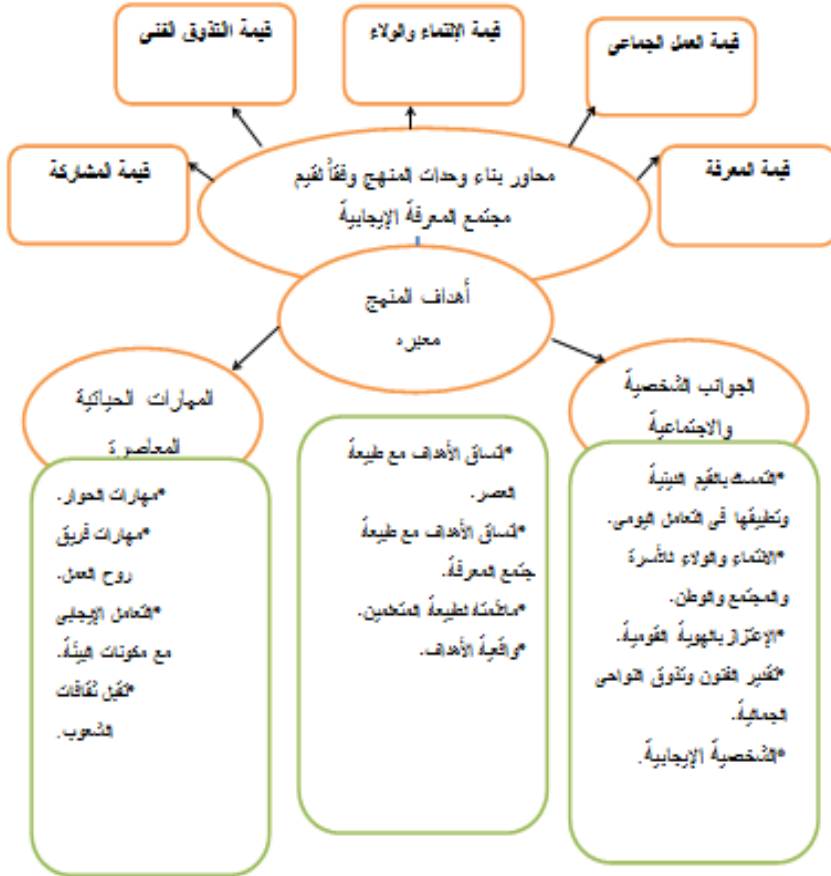 قيمة العمل الجماعى
قيمة الإنتماء والولاء
قيمة التذوق الفنى
قيمة المعرفة
قيمة المشاركة
محاور بناء وحدات المنهج وفقاً لقيم
مجتمع المعرفة الإيجابية
أهداف المنهج
معبره
الجوانب الشخصية
والاجتماعية
*التمسك بالقيم الدينية
وتطبيقها فى التعامل اليومى.
*الانتماء والولاء للأسرة
والمجتمع والوطن.
*الإعتزاز بالهوية القومية.
*تقدير الفنون وتذوق النواحى
الجمالية.
*الشخصية الإيجابية.
*اتساق الأهداف مع طبيعة
العصر.
*اتساق الأهداف مع طبيعة
جتمع المعرفة.
*ملائمته لطبيعة المتعلمين.
*واقعية الأهداف.
المهارات الحياتية
المعاصرة
*مهارات الحوار.
*مهارات فريق
روح العمل.
*التعامل الإيجابى
مع مكونات البيئة.
*تقبل ثقافات
الشعوب.